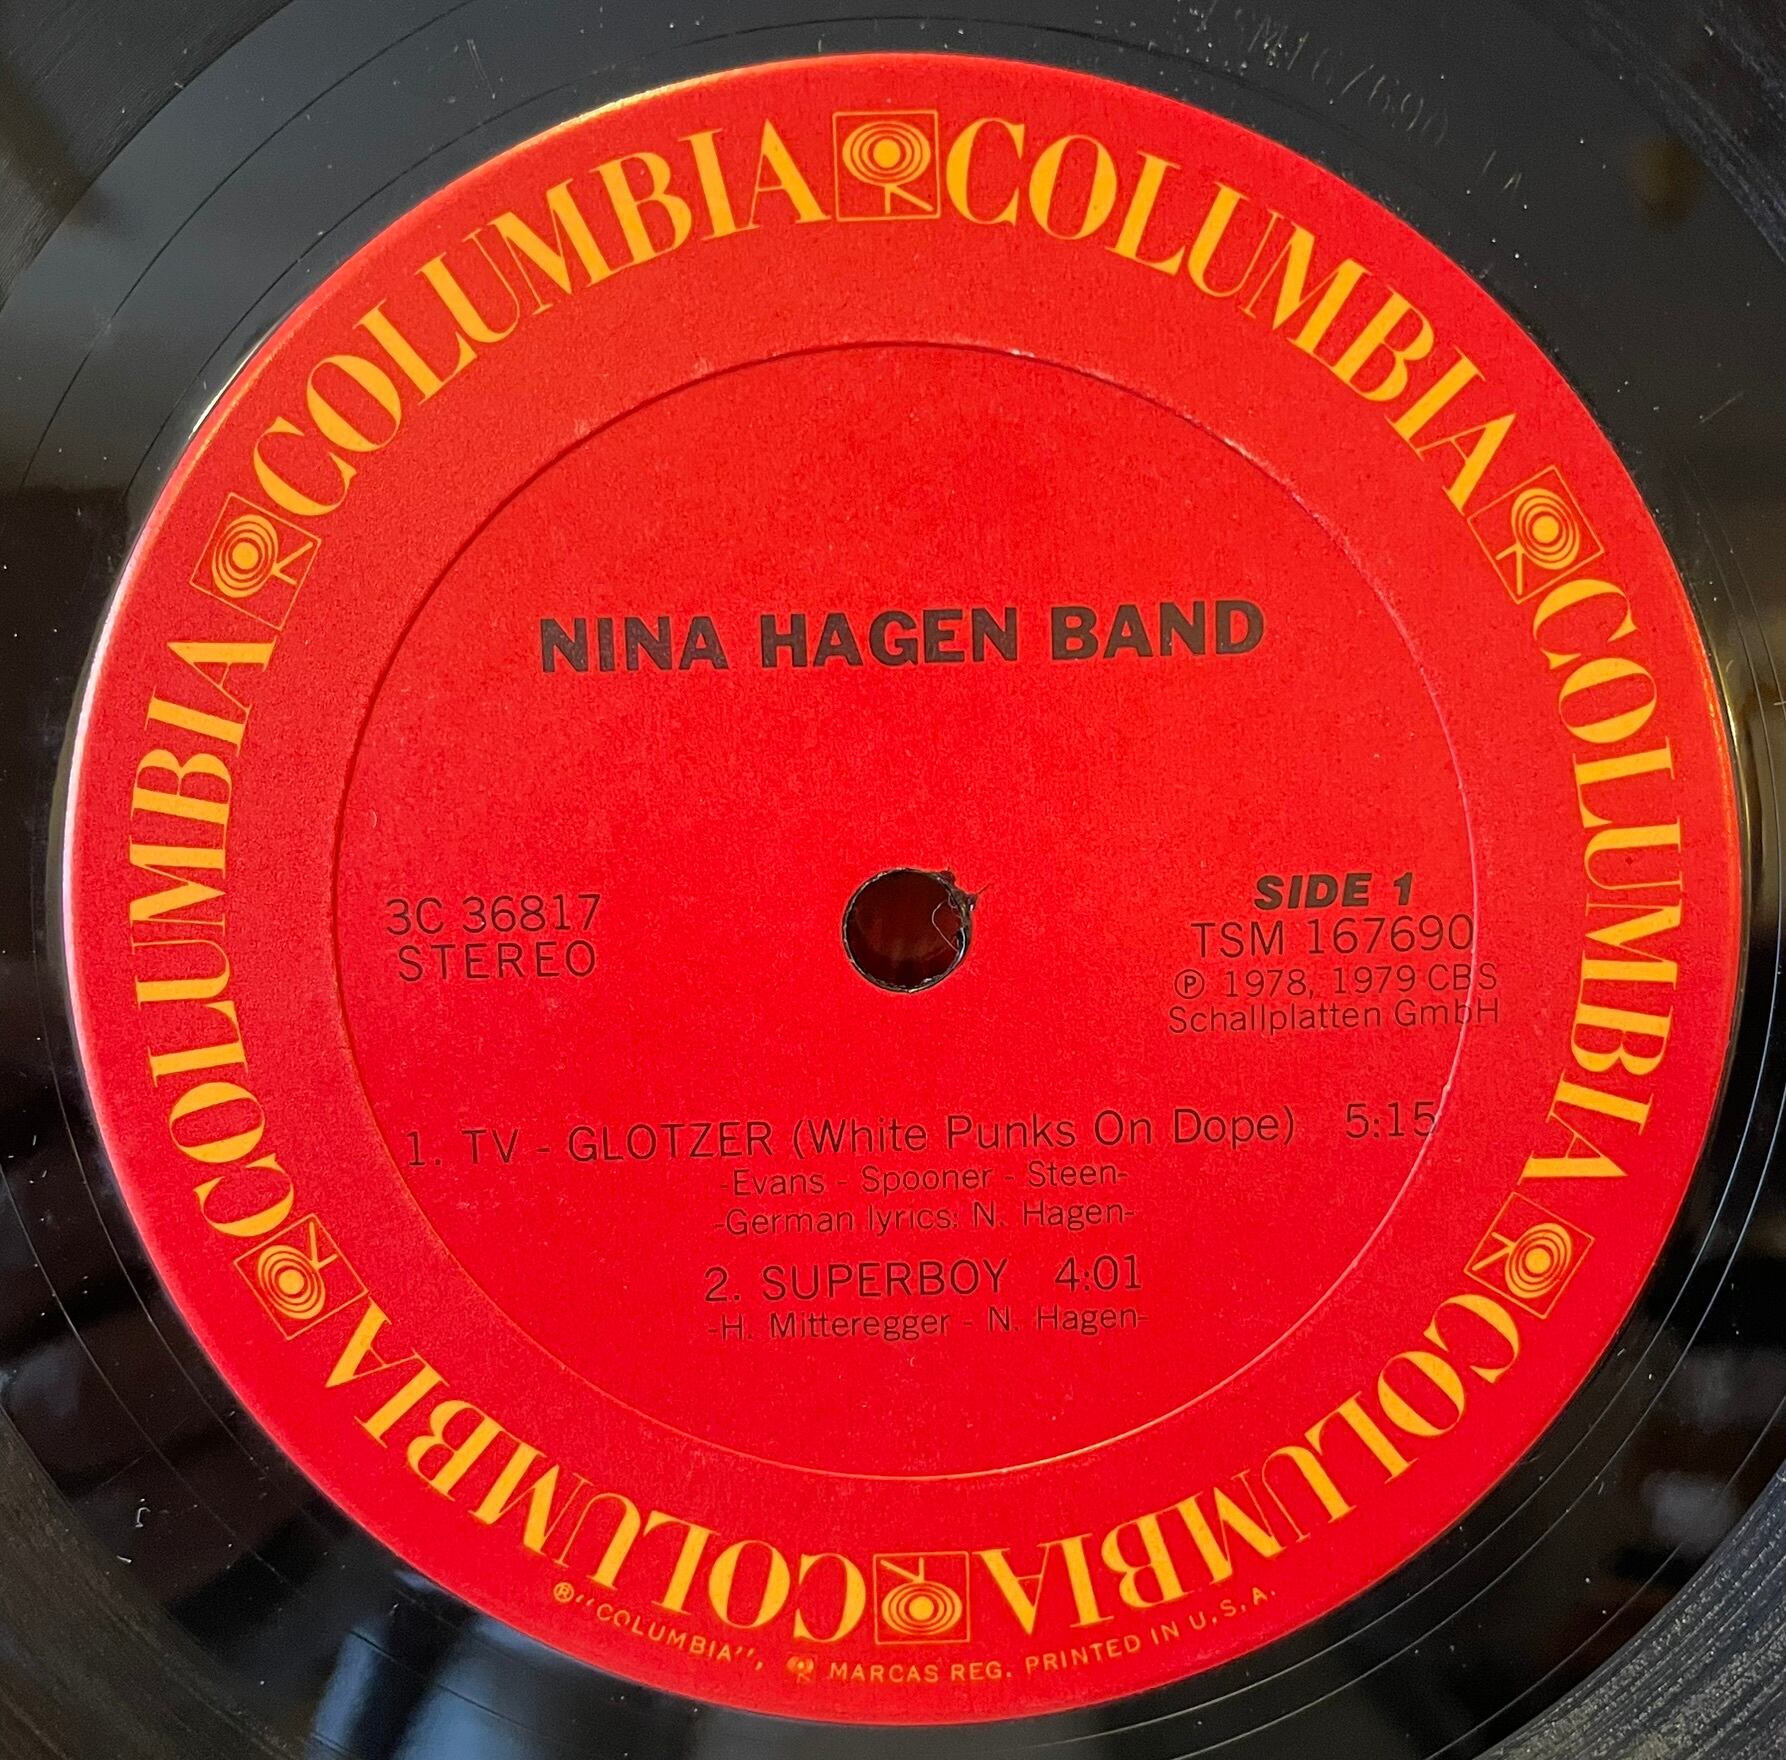 COLUMBIA COLUMBIA COLUMBIA COLUMBIA COLUMBIA COLUMBIA
NINA HAGEN BAND
3C 36817
STEREO
SIDE 1
TSM 167690
℗ 1978, 1979 CBS
Schallplatten GmbH
1. TV - GLOTZER (White Punks On Dope) 5:15
-Evans - Spooner - Steen-
-German lyrics: N. Hagen-
2. SUPERBOY 4:01
-H. Mitteregger - N. Hagen-
® "COLUMBIA", MARCAS REG. PRINTED IN U.S.A.